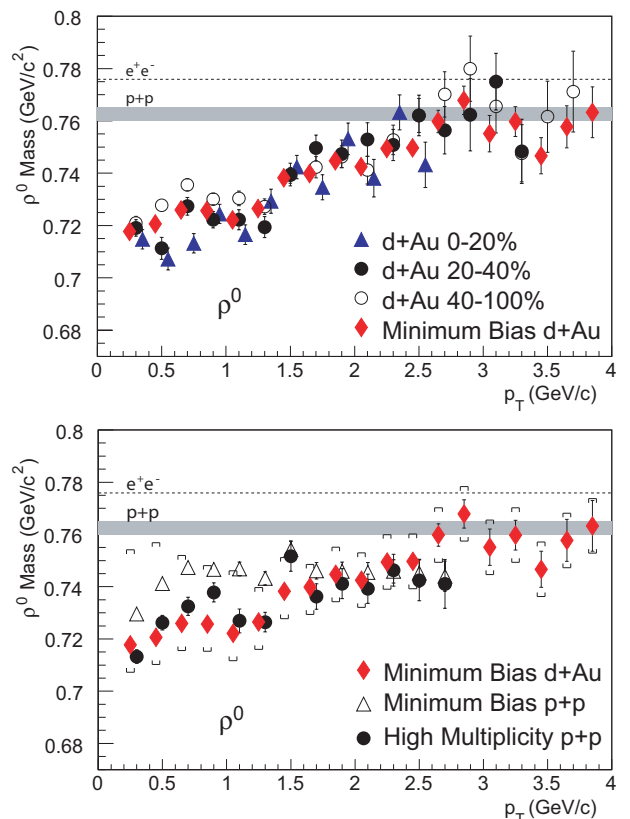 ρ⁰ Mass (GeV/c²)
0.8
0.78
0.76
0.74
0.72
0.7
0.68
e⁺e⁻
p+p
d+Au 0-20%
d+Au 20-40%
d+Au 40-100%
Minimum Bias d+Au
ρ⁰
0 0.5 1 1.5 2 2.5 3 3.5 4
p_T (GeV/c)
ρ⁰ Mass (GeV/c²)
0.8
0.78
0.76
0.74
0.72
0.7
0.68
e⁺e⁻
p+p
Minimum Bias d+Au
Minimum Bias p+p
High Multiplicity p+p
ρ⁰
0 0.5 1 1.5 2 2.5 3 3.5 4
p_T (GeV/c)